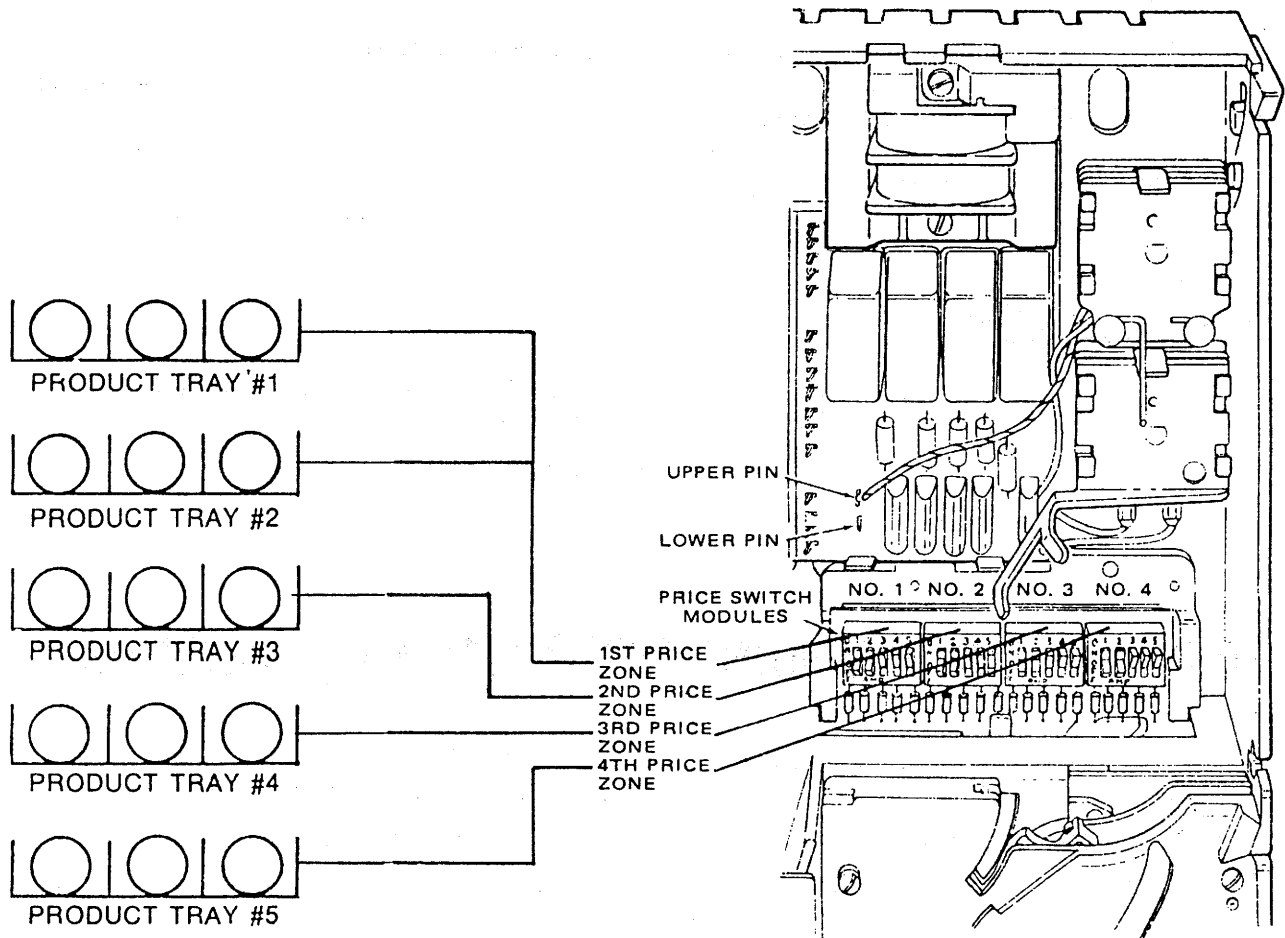 PRODUCT TRAY #1
PRODUCT TRAY #2
PRODUCT TRAY #3
PRODUCT TRAY #4
PRODUCT TRAY #5
UPPER PIN
LOWER PIN
PRICE SWITCH
MODULES
NO. 1 NO. 2 NO. 3 NO. 4
1ST PRICE
ZONE
2ND PRICE
ZONE
3RD PRICE
ZONE
4TH PRICE
ZONE